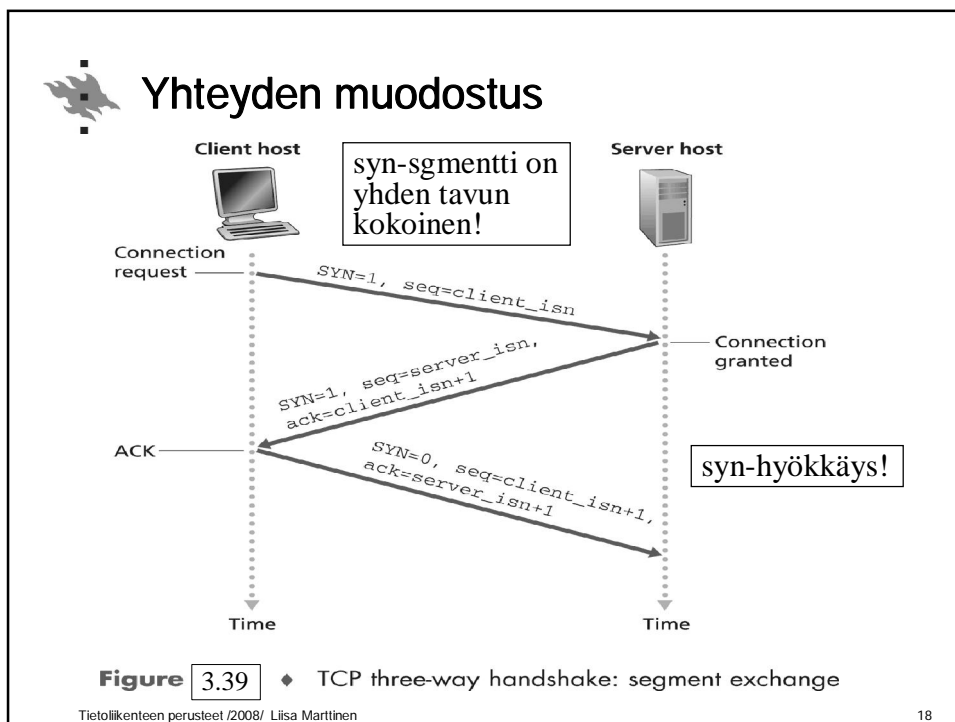 Yhteyden muodostus
Client host
syn-sgmentti on
yhden tavun
kokoinen!
Server host
Connection
request
SYN=1, seq=client_isn
Connection
granted
SYN=1, seq=server_isn,
ack=client_isn+1
ACK
SYN=0, seq=client_isn+1,
ack=server_isn+1
syn-hyökkäys!
Time
Time
Figure 3.39 ◆ TCP three-way handshake: segment exchange
Tietoliikenteen perusteet /2008/ Liisa Marttinen
18